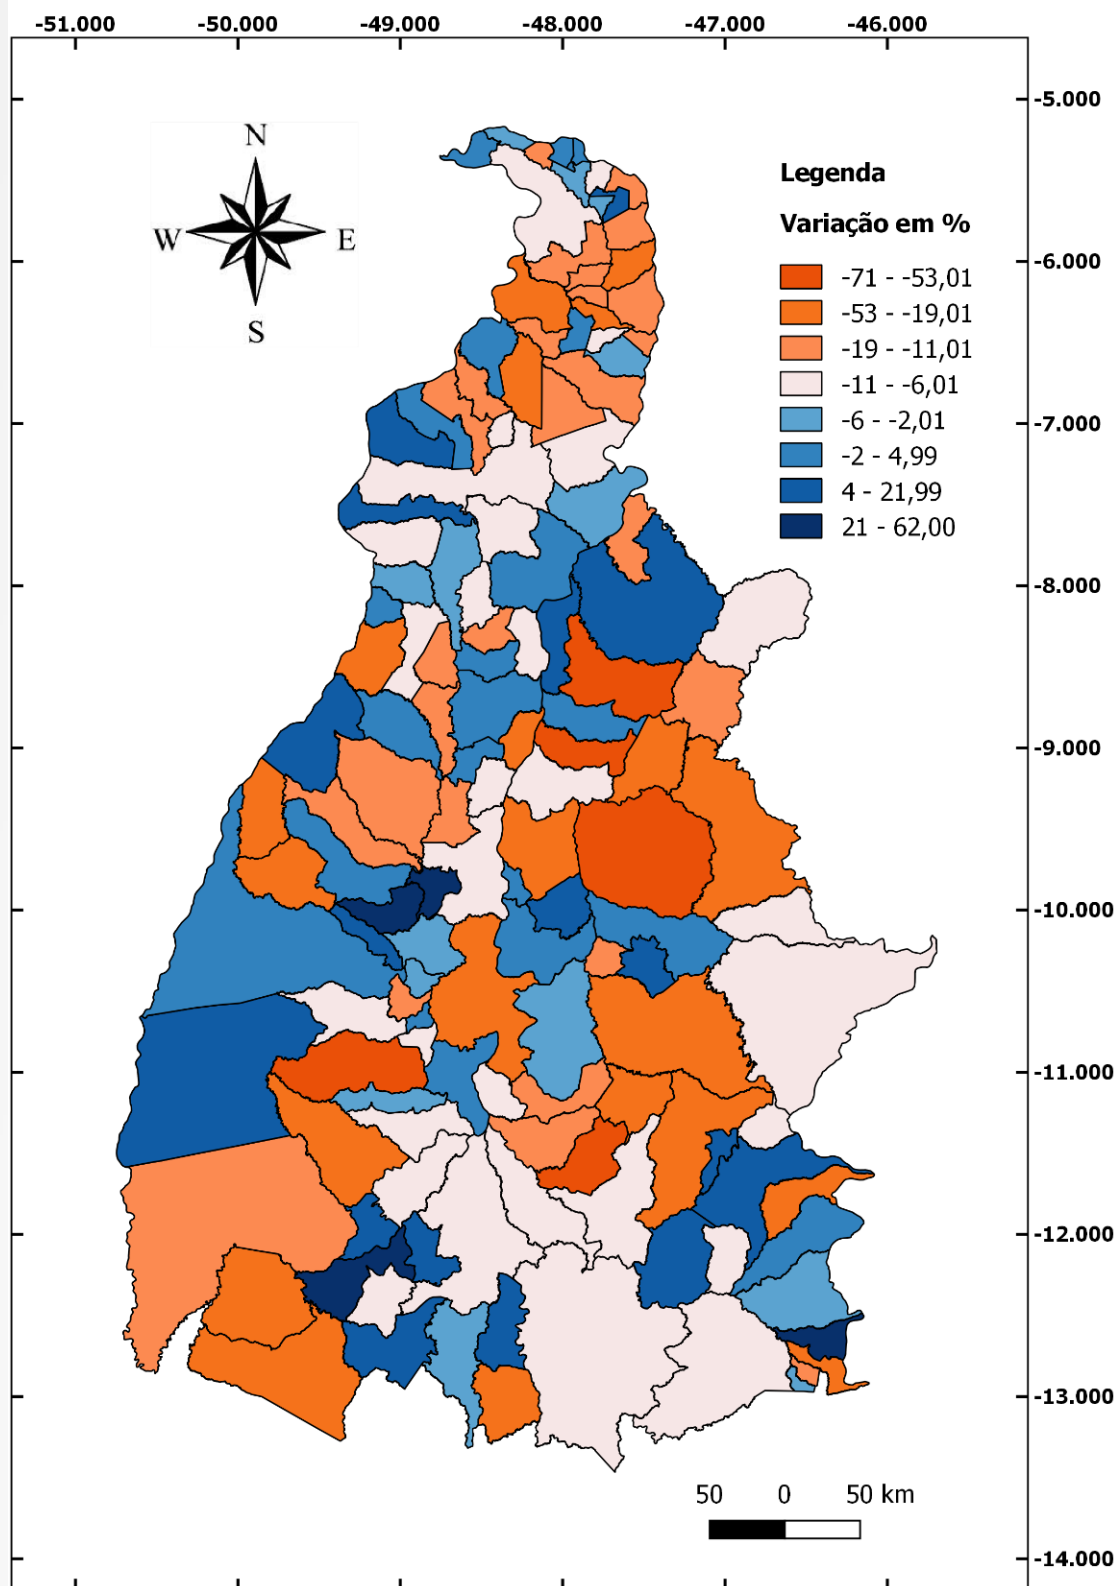 -51.000 -50.000 -49.000 -48.000 -47.000 -46.000
-5.000
N
W E
S
Legenda
Variação em %
-71 - -53,01
-53 - -19,01
-19 - -11,01
-11 - -6,01
-6 - -2,01
-2 - 4,99
4 - 21,99
21 - 62,00
-6.000
-7.000
-8.000
-9.000
-10.000
-11.000
-12.000
-13.000
50 0 50 km
-14.000